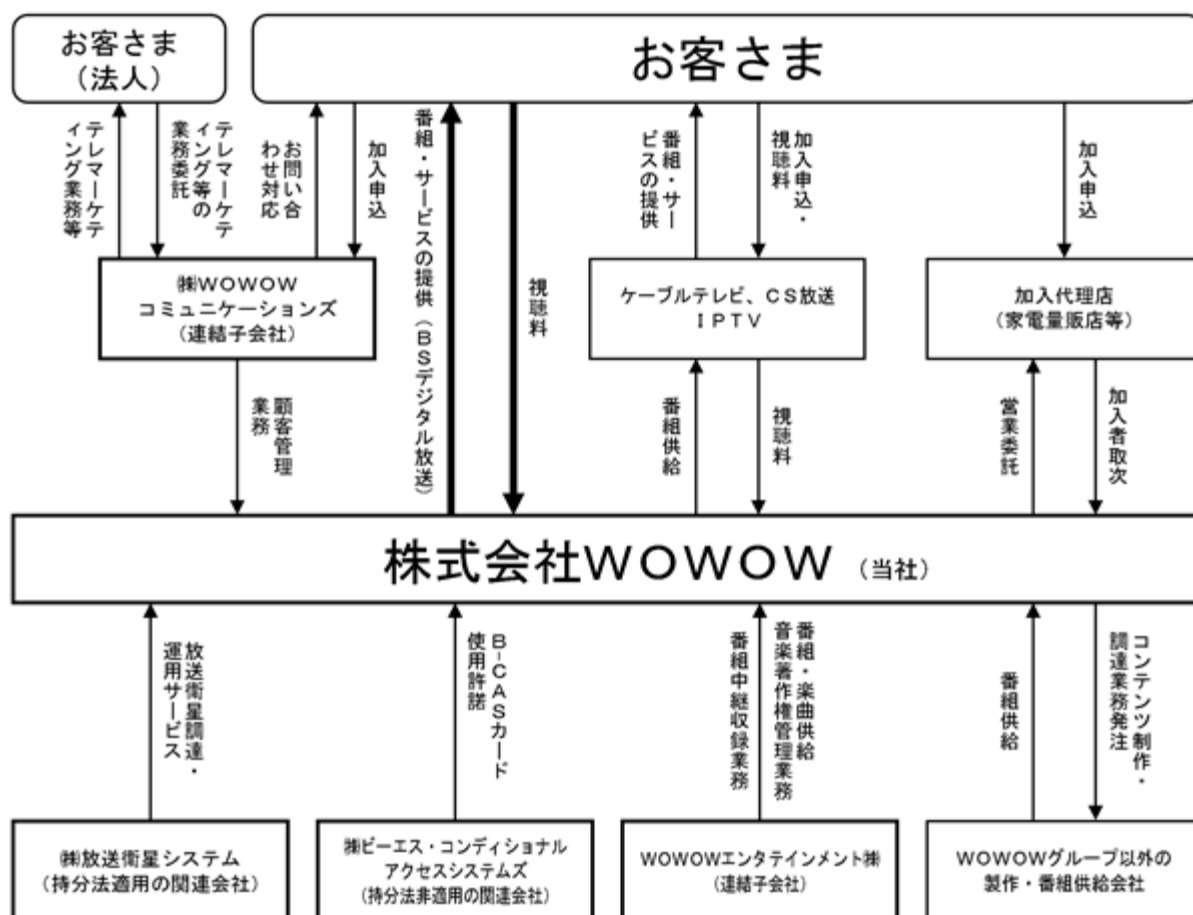 お客さま
(法人)
お客さま
テレマーケテ
ィング業務等
テレマーケテ
ィング等の
業務委託
お問い合
わせ対応
加入申込
番組・サービスの提供(BSデジタル放送)
視聴料
番組・サー
ビスの提供
加入申込・
視聴料
加入申込
㈱WOWOW
コミュニケーションズ
(連結子会社)
ケーブルテレビ、CS放送
IPTV
加入代理店
(家電量販店等)
顧客管理
業務
番組供給
視聴料
営業委託
加入者取次
株式会社WOWOW(当社)
放送衛星調達・
運用サービス
B-CASカード
使用許諾
番組・楽曲供給
音楽著作権管理業務
番組中継収録業務
番組供給
コンテンツ制作・
調達業務発注
㈱放送衛星システム
(持分法適用の関連会社)
㈱ビーエス・コンディショナル
アクセスシステムズ
(持分法非適用の関連会社)
WOWOWエンタテインメント㈱
(連結子会社)
WOWOWグループ以外の
製作・番組供給会社